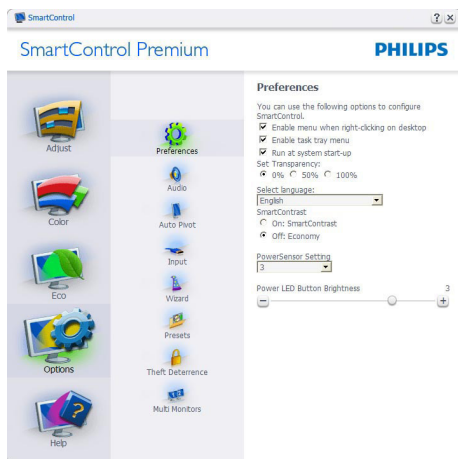 SmartControl
SmartControl Premium
PHILIPS
Adjust
Color
Eco
Options
Help
Preferences
Audio
Auto Pivot
Input
Wizard
Presets
Theft Deterrence
Multi Monitors
Preferences
You can use the following options to configure
SmartControl.
Enable menu when right-clicking on desktop
Enable task tray menu
Run at system start-up
Set Transparency:
0% 50% 100%
Select language:
English
SmartContrast
On: SmartContrast
Off: Economy
PowerSensor Setting
3
Power LED Button Brightness 3